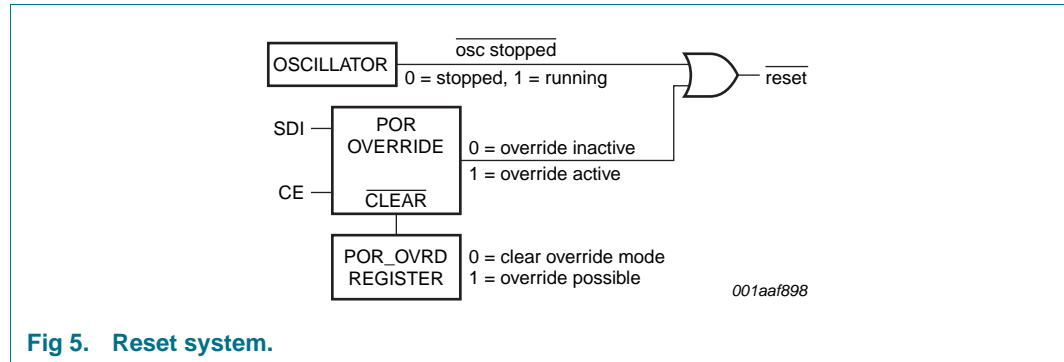 osc stopped
OSCILLATOR
0 = stopped, 1 = running
reset
SDI
POR
OVERRIDE
0 = override inactive
1 = override active
CE
CLEAR
POR_OVRD
REGISTER
0 = clear override mode
1 = override possible
001aaf898
Fig 5. Reset system.